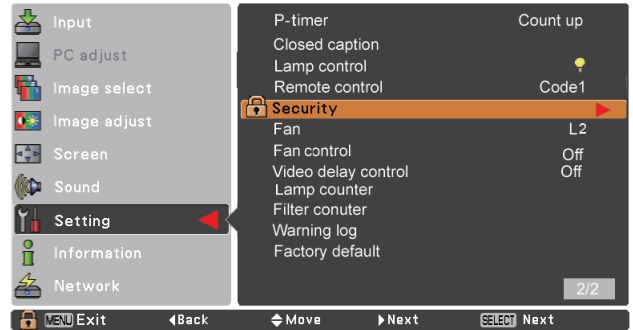 Input
PC adjust
Image select
Image adjust
Screen
Sound
Setting
Information
Network
P-timer Count up
Closed caption
Lamp control
Remote control Code1
Security
Fan L2
Fan control Off
Video delay control Off
Lamp counter
Filter conuter
Warning log
Factory default
2/2
MENU Exit Back Move Next SELECT Next